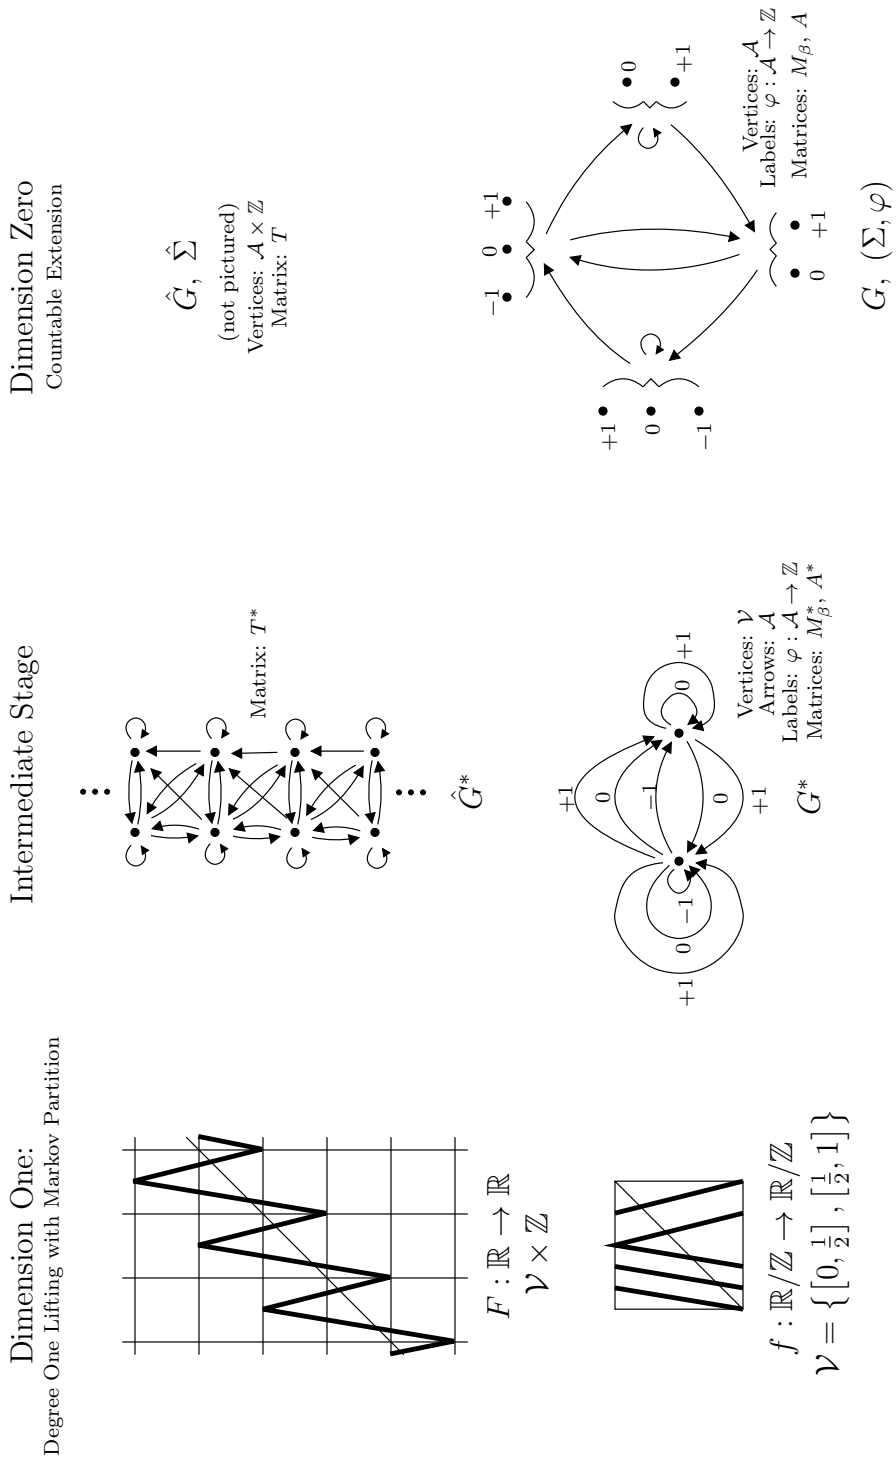 Dimension One:
Degree One Lifting with Markov Partition
F : ℝ → ℝ
𝒱 × ℤ
f : ℝ/ℤ → ℝ/ℤ
𝒱 = {[0, 1/2], [1/2, 1]}
Intermediate Stage
Matrix: T*
Ĝ*
+1
0
−1
0
+1
+1 0 −1
0 +1
Vertices: 𝒱
Arrows: 𝒜
Labels: φ : 𝒜 → ℤ
Matrices: M*_β, A*
G*
Dimension Zero
Countable Extension
Ĝ, Σ̂
(not pictured)
Vertices: 𝒜 × ℤ
Matrix: T
−1 0 +1
+1
0
−1
0
+1
0 +1
Vertices: 𝒜
Labels: φ : 𝒜 → ℤ
Matrices: M_β, A
G, (Σ, φ)